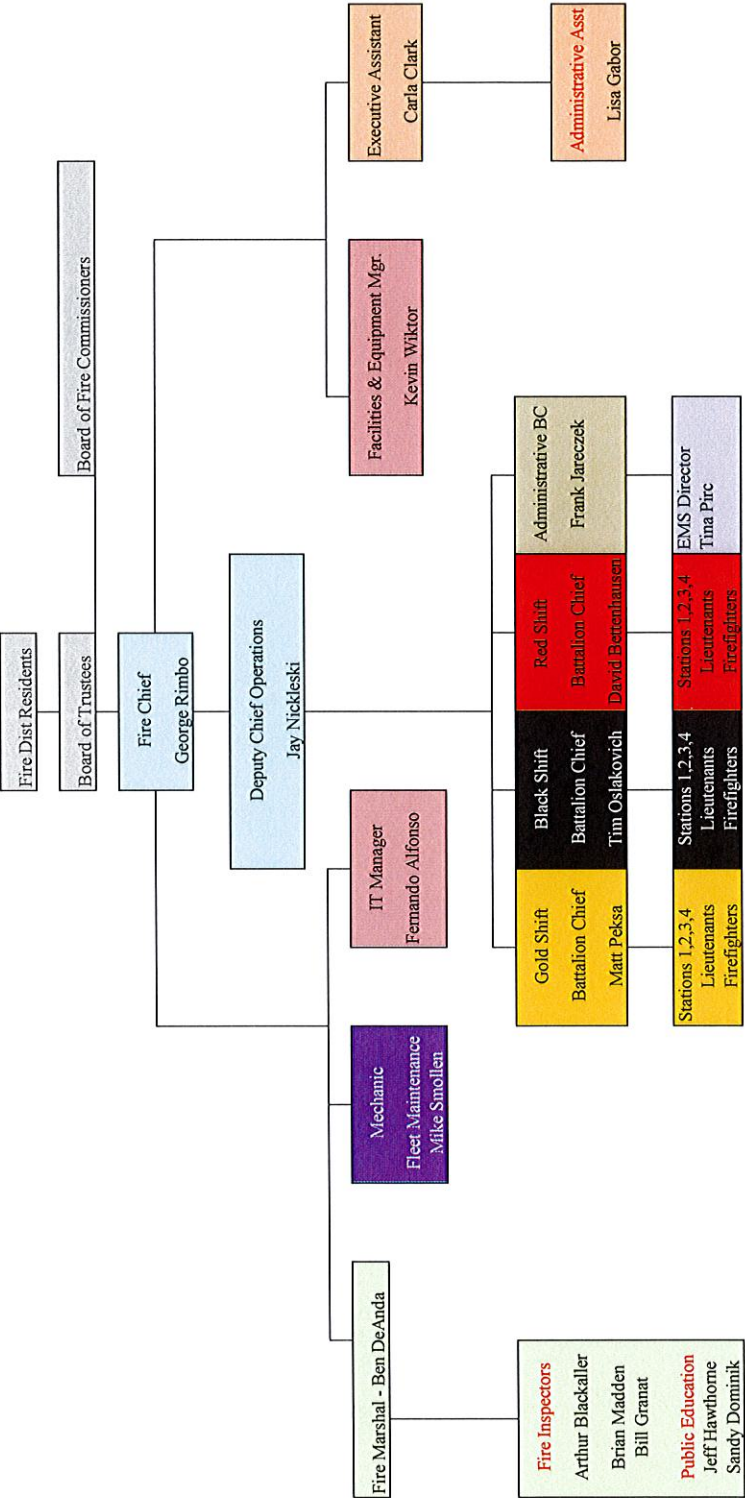 Fire Dist Residents
Board of Trustees
Board of Fire Commissioners
Fire Chief
George Rimbo
Deputy Chief Operations
Jay Nickleski
Fire Marshal - Ben DeAnda
Mechanic
Fleet Maintenance
Mike Smollen
IT Manager
Fernando Alfonso
Facilities & Equipment Mgr.
Kevin Wiktor
Executive Assistant
Carla Clark
Fire Inspectors
Arthur Blackaller
Brian Madden
Bill Granat
Public Education
Jeff Hawthorne
Sandy Dominik
Gold Shift
Battalion Chief
Matt Peksa
Black Shift
Battalion Chief
Tim Oslakovich
Red Shift
Battalion Chief
David Bettenhausen
Administrative BC
Frank Jareczek
Administrative Asst
Lisa Gabor
Stations 1,2,3,4
Lieutenants
Firefighters
Stations 1,2,3,4
Lieutenants
Firefighters
Stations 1,2,3,4
Lieutenants
Firefighters
EMS Director
Tina Pirc